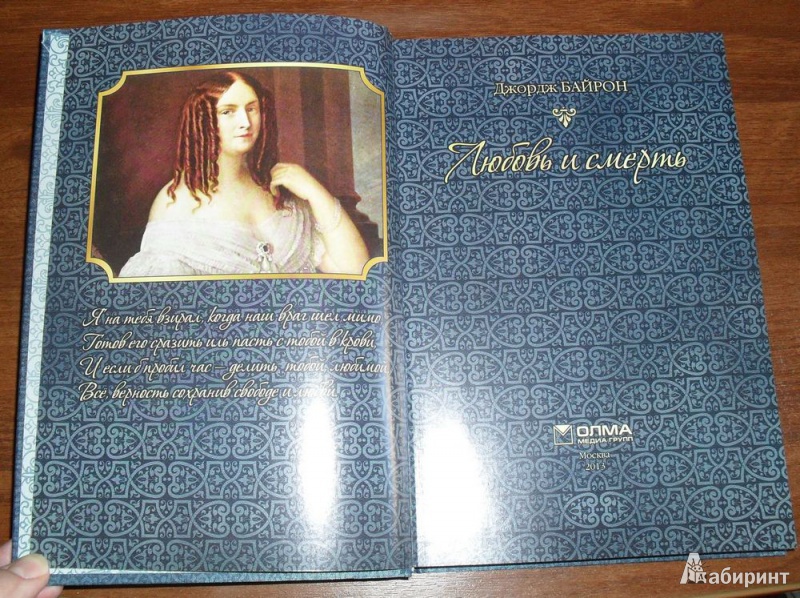 Я на тебя взирал, когда наш враг шел мимо
Готов его сразить иль пасть с тобой в крови,
И если б пробил час – делить, тобой, любимой,
Всё, верность сохранив свободе и любви.
Джордж БАЙРОН
Любовь и смерть
ОЛМА
МЕДИА ГРУПП
Москва
2013
Лабиринт